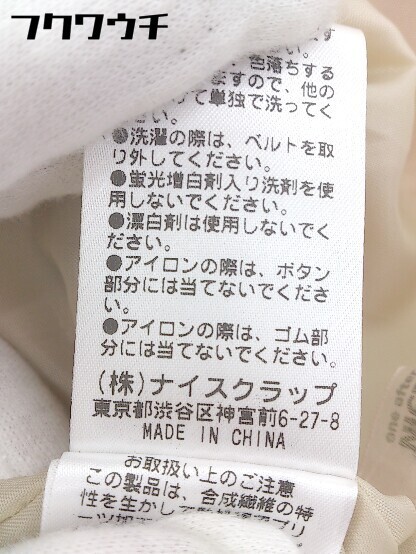 フクワウチ
ださい。
色落ちする
ますので、他の
けて単独で洗ってく
ださい。
●洗濯の際は、ベルトを取
り外してください。
●蛍光増白剤入り洗剤を使
用しないでください。
●漂白剤は使用しないでく
ださい。
●アイロンの際は、ボタン
部分には当てないでくださ
い。
●アイロンの際は、ゴム部
分には当てないでください。
(株)ナイスクラップ
東京都渋谷区神宮前6-27-8
MADE IN CHINA
お取扱い上のご注意
この製品は、合成繊維の特
性を生かして
one after